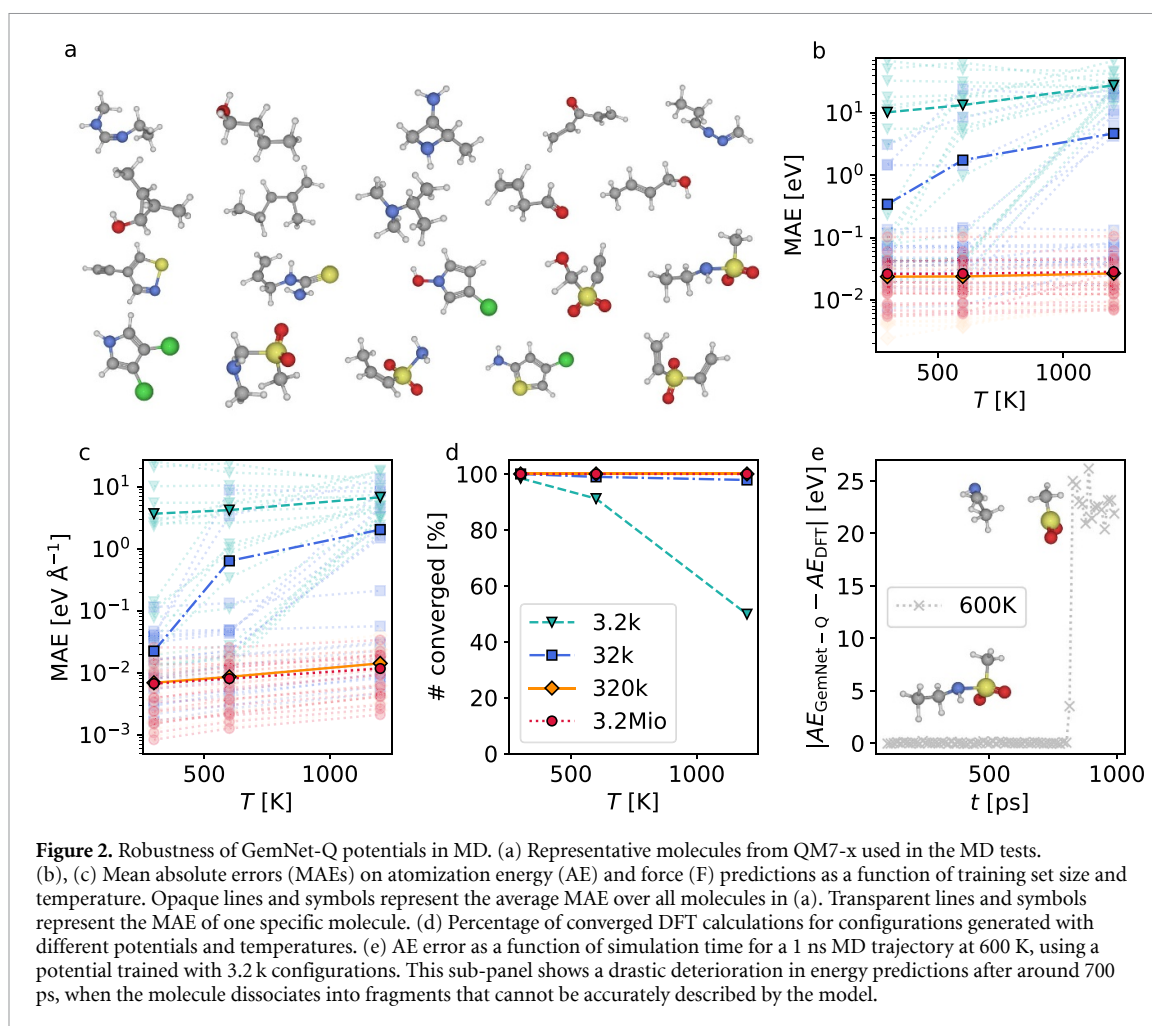 a
b
MAE [eV]
10¹
10⁰
10⁻¹
10⁻²
500
1000
T [K]
c
MAE [eV Å⁻¹]
10¹
10⁰
10⁻¹
10⁻²
10⁻³
500
1000
T [K]
d
# converged [%]
100
80
60
40
20
0
3.2k
32k
320k
3.2Mio
500
1000
T [K]
e
|AE_GemNet-Q − AE_DFT| [eV]
25
20
15
10
5
0
600K
500
1000
t [ps]
Figure 2. Robustness of GemNet-Q potentials in MD. (a) Representative molecules from QM7-x used in the MD tests.
(b), (c) Mean absolute errors (MAEs) on atomization energy (AE) and force (F) predictions as a function of training set size and
temperature. Opaque lines and symbols represent the average MAE over all molecules in (a). Transparent lines and symbols
represent the MAE of one specific molecule. (d) Percentage of converged DFT calculations for configurations generated with
different potentials and temperatures. (e) AE error as a function of simulation time for a 1 ns MD trajectory at 600 K, using a
potential trained with 3.2 k configurations. This sub-panel shows a drastic deterioration in energy predictions after around 700
ps, when the molecule dissociates into fragments that cannot be accurately described by the model.